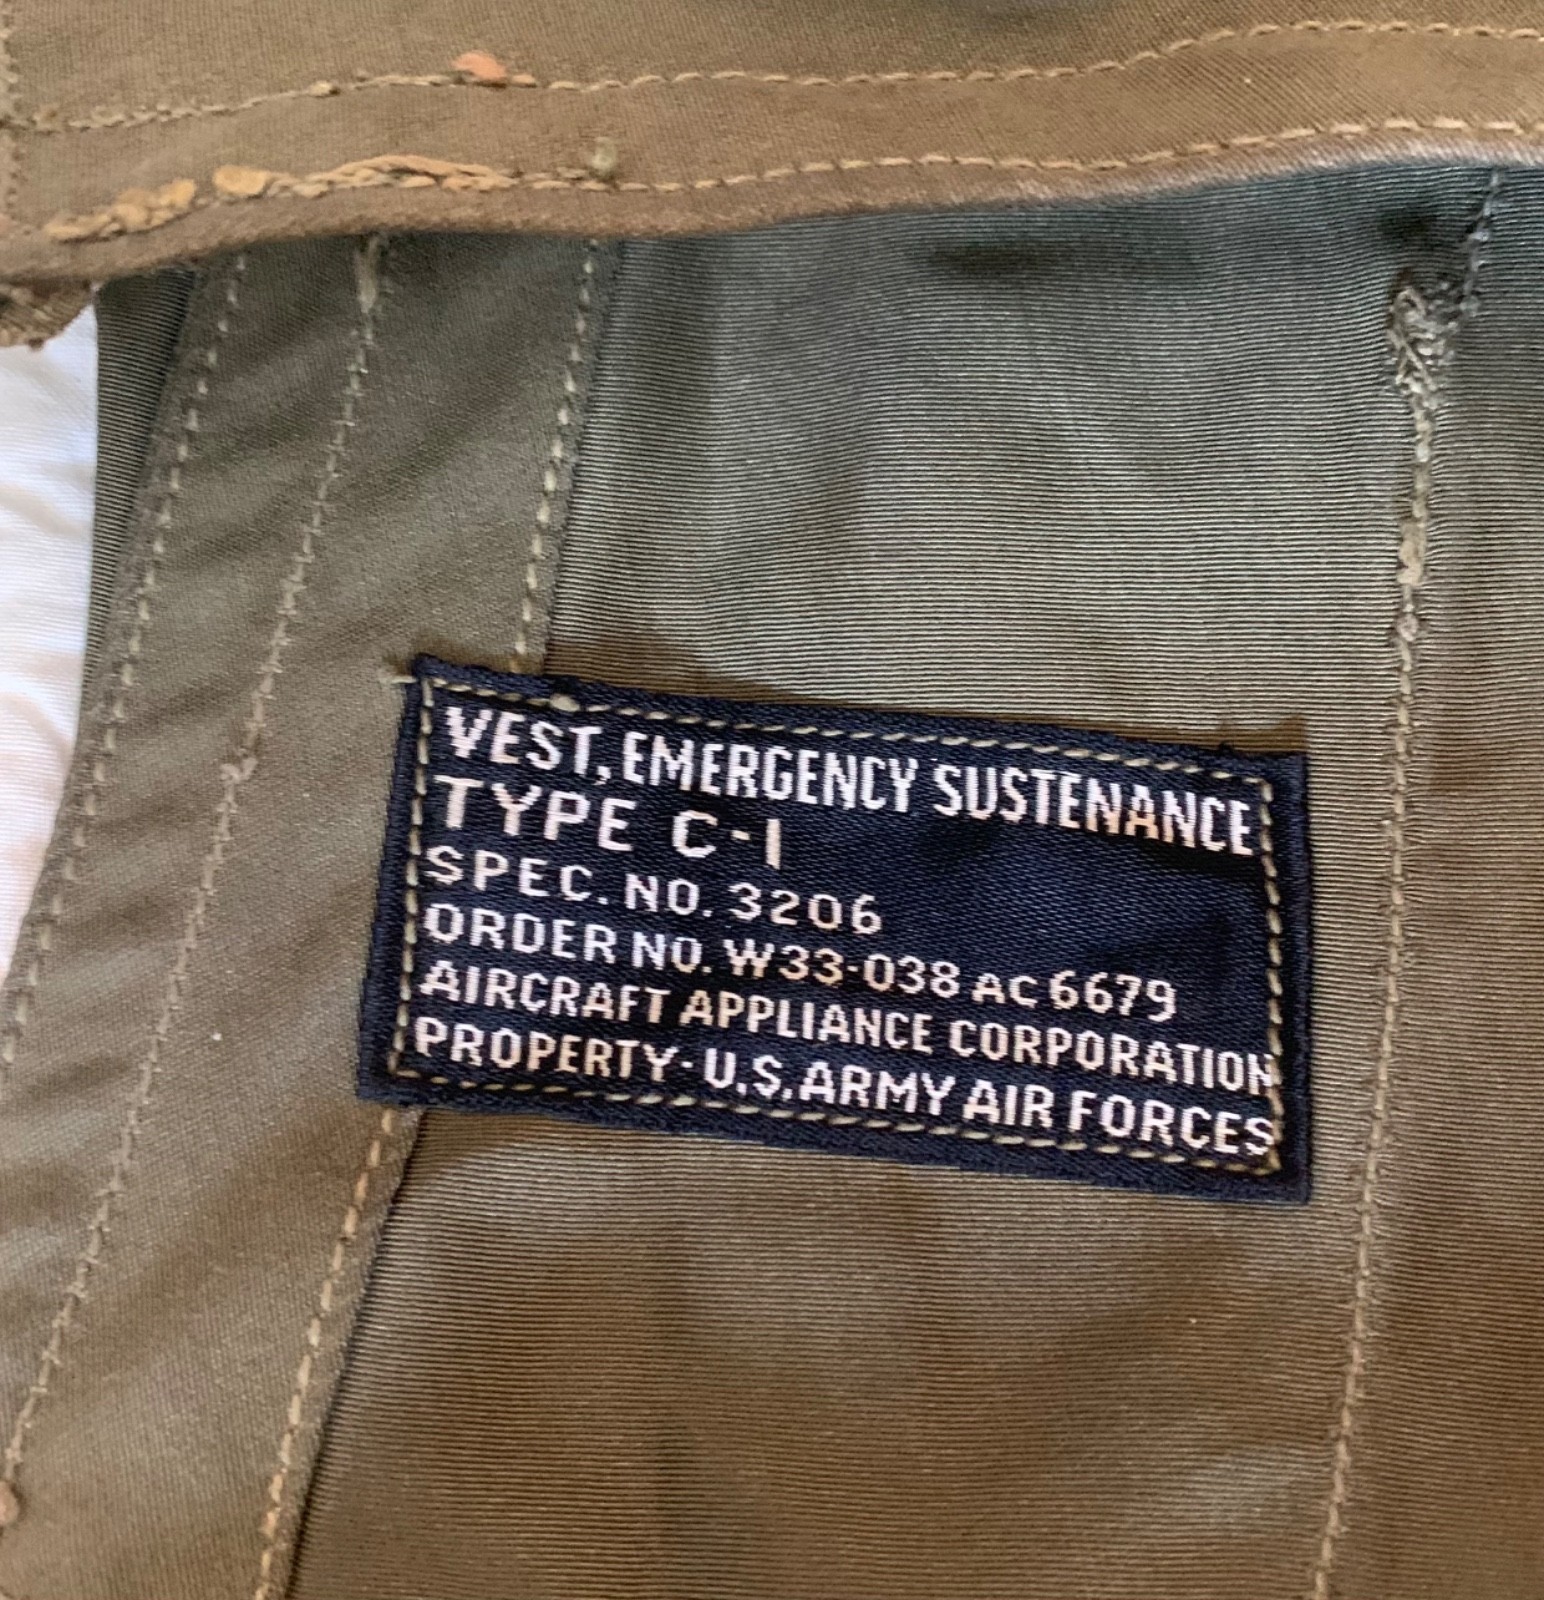 VEST, EMERGENCY SUSTENANCE
TYPE C-1
SPEC. NO. 3206
ORDER NO. W33-038 AC 6679
AIRCRAFT APPLIANCE CORPORATION
PROPERTY-U.S. ARMY AIR FORCES